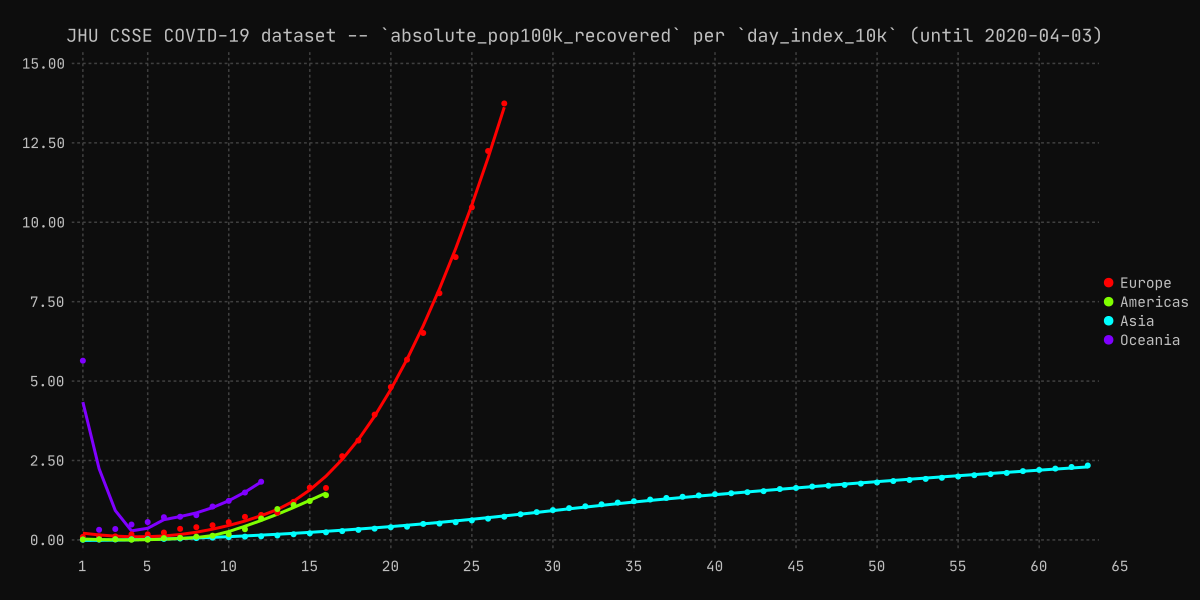 JHU CSSE COVID-19 dataset -- `absolute_pop100k_recovered` per `day_index_10k` (until 2020-04-03)
15.00
12.50
10.00
7.50
5.00
2.50
0.00
1 5 10 15 20 25 30 35 40 45 50 55 60 65
Europe
Americas
Asia
Oceania